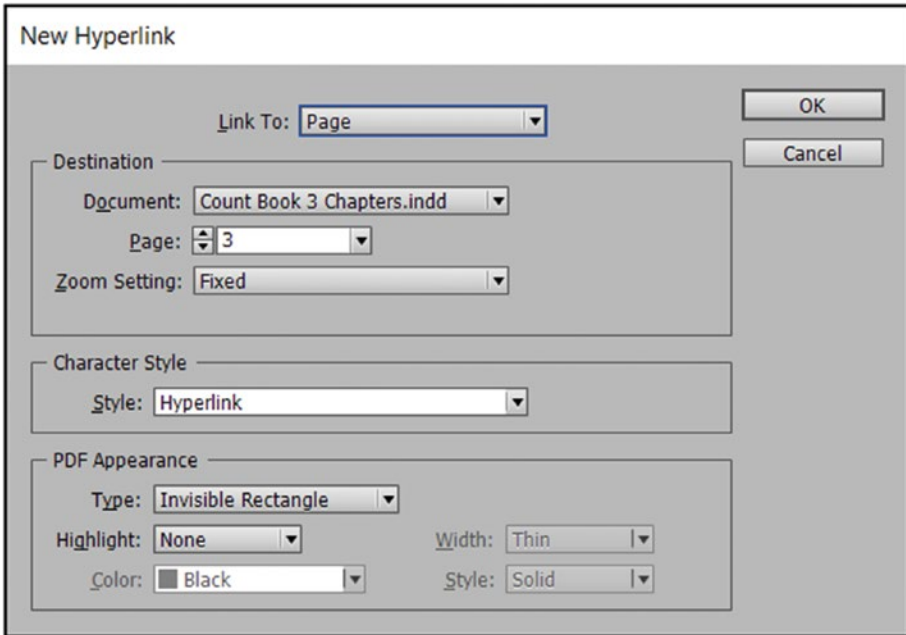 New Hyperlink
Link To: Page
OK
Cancel
Destination
Document: Count Book 3 Chapters.indd
Page: 3
Zoom Setting: Fixed
Character Style
Style: Hyperlink
PDF Appearance
Type: Invisible Rectangle
Highlight: None Width: Thin
Color: Black Style: Solid